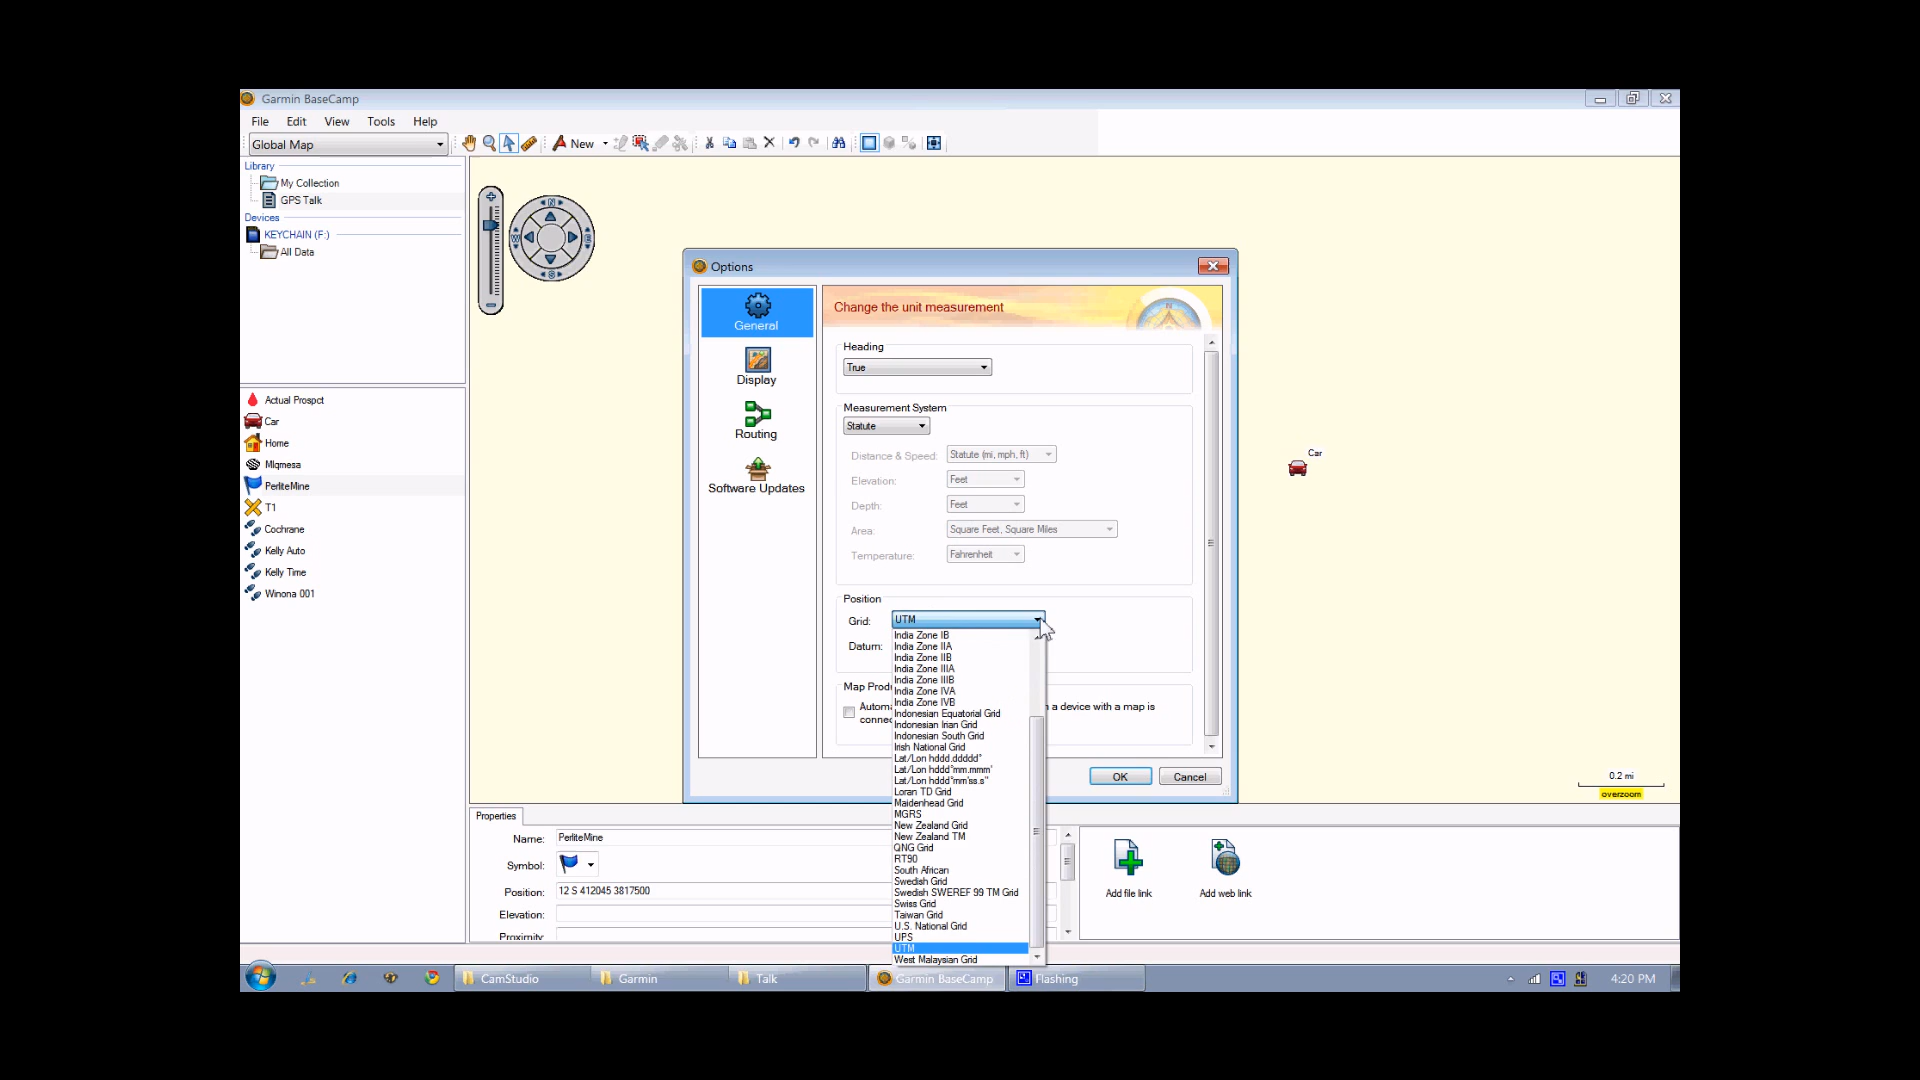 Garmin BaseCamp
File Edit View Tools Help
Global Map New
Library
My Collection
GPS Talk
Devices
KEYCHAIN (F:)
All Data
Actual Prospct
Car
Home
Mlqmesa
PerliteMine
T1
Cochrane
Kelly Auto
Kelly Time
Winona 001
Options
General
Display
Routing
Software Updates
Change the unit measurement
Heading
True
Measurement System
Statute
Distance & Speed: Statute (mi, mph, ft)
Elevation: Feet
Depth: Feet
Area: Square Feet, Square Miles
Temperature: Fahrenheit
Position
Grid: UTM
Datum:
Map Prod
Automa
connec
n a device with a map is
India Zone IB
India Zone IIA
India Zone IIB
India Zone IIIA
India Zone IIIB
India Zone IVA
India Zone IVB
Indonesian Equatorial Grid
Indonesian Irian Grid
Indonesian South Grid
Irish National Grid
Lat/Lon hddd.ddddd°
Lat/Lon hddd°mm.mmm'
Lat/Lon hddd°mm'ss.s"
Loran TD Grid
Maidenhead Grid
MGRS
New Zealand Grid
New Zealand TM
QNG Grid
RT90
South African
Swedish Grid
Swedish SWEREF 99 TM Grid
Swiss Grid
Taiwan Grid
U.S. National Grid
UPS
UTM
West Malaysian Grid
OK Cancel
Car
0.2 mi
overzoom
Properties
Name: PerliteMine
Symbol:
Position: 12 S 412045 3817500
Elevation:
Proximity:
Add file link
Add web link
CamStudio Garmin Talk Garmin BaseCamp Flashing 4:20 PM